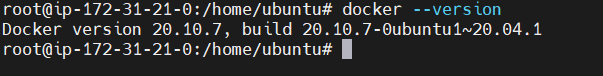 root@ip-172-31-21-0:/home/ubuntu# docker --version
Docker version 20.10.7, build 20.10.7-0ubuntu1~20.04.1
root@ip-172-31-21-0:/home/ubuntu#